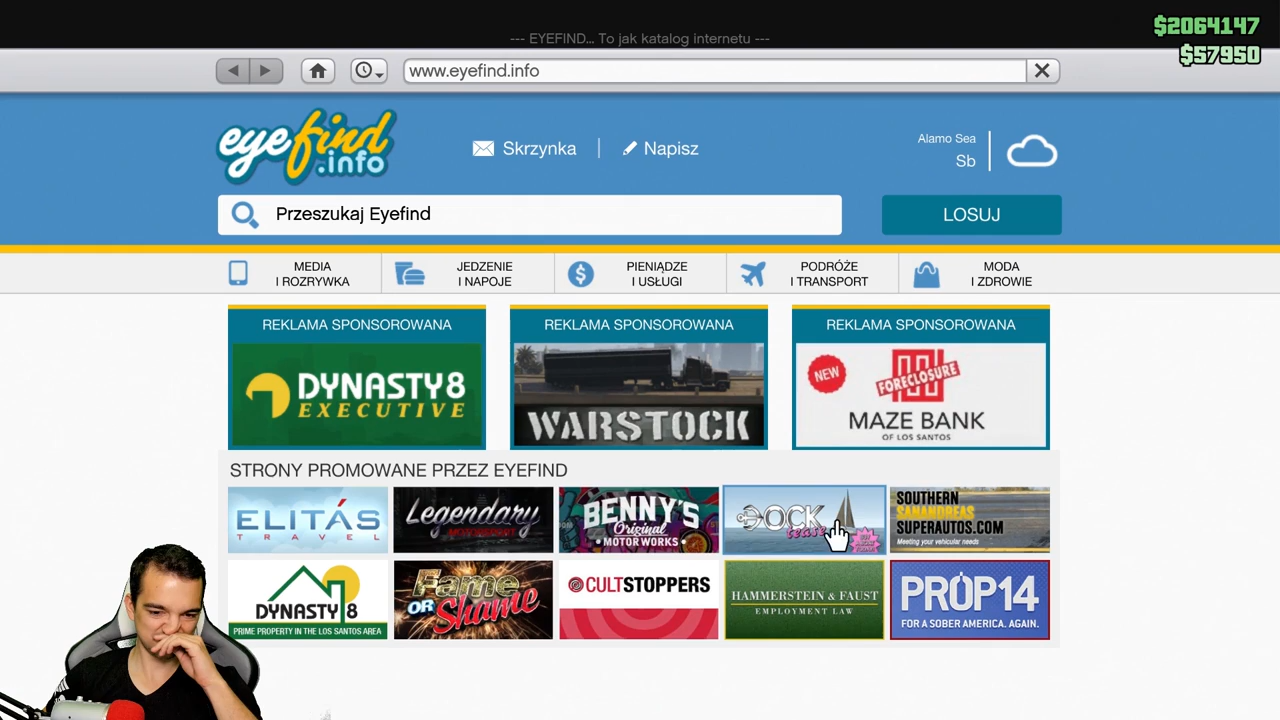 $2064147
--- EYEFIND... To jak katalog internetu ---
$57950
www.eyefind.info
eyefind
.info
Skrzynka
Napisz
Alamo Sea
Sb
Przeszukaj Eyefind
LOSUJ
MEDIA
I ROZRYWKA
JEDZENIE
I NAPOJE
PIENIĄDZE
I USŁUGI
PODRÓŻE
I TRANSPORT
MODA
I ZDROWIE
REKLAMA SPONSOROWANA
DYNASTY 8
EXECUTIVE
REKLAMA SPONSOROWANA
WARSTOCK
REKLAMA SPONSOROWANA
NEW
FORECLOSURE
MAZE BANK
OF LOS SANTOS
STRONY PROMOWANE PRZEZ EYEFIND
ELITÁS
TRAVEL
Legendary
MOTORSPORT
BENNY'S
Original
MOTOR WORKS
DOCK
tease
SOUTHERN
SANANDREAS
SUPERAUTOS.COM
Meeting your vehicular needs
DYNASTY 8
PRIME PROPERTY IN THE LOS SANTOS AREA
Fame
OR Shame
CULTSTOPPERS
HAMMERSTEIN & FAUST
EMPLOYMENT LAW
PROP14
FOR A SOBER AMERICA. AGAIN.